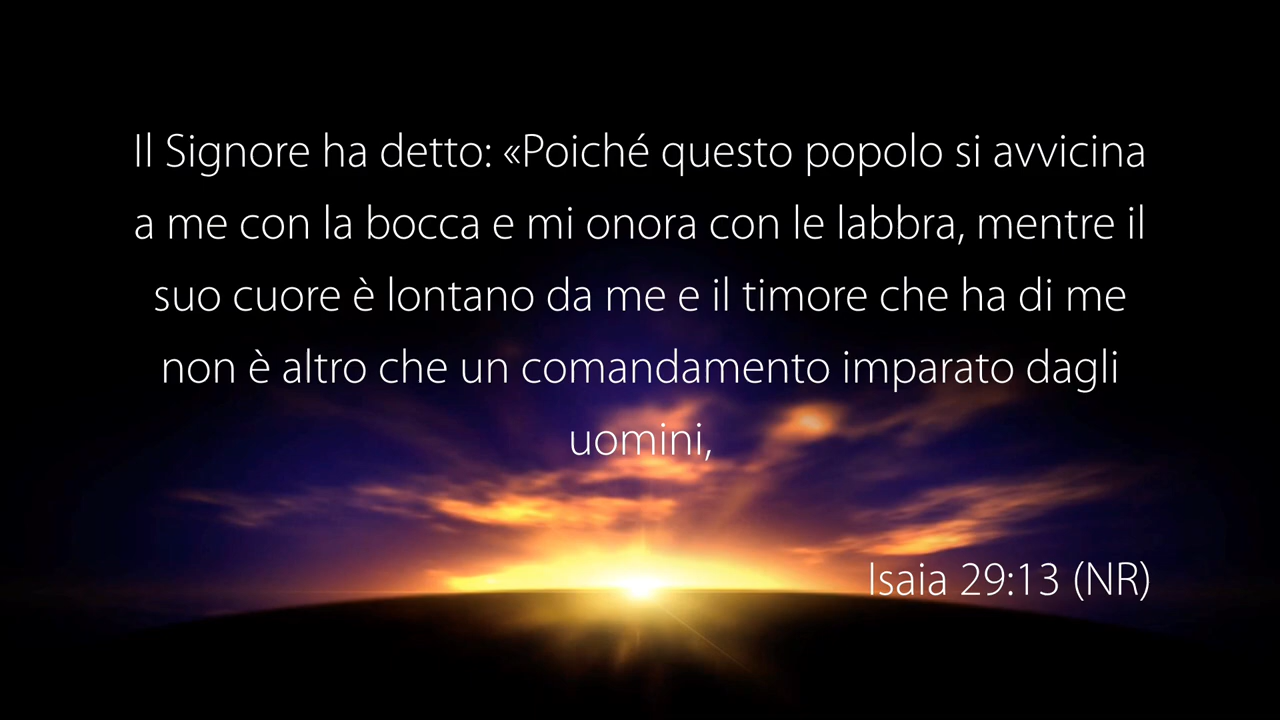 Il Signore ha detto: «Poiché questo popolo si avvicina
a me con la bocca e mi onora con le labbra, mentre il
suo cuore è lontano da me e il timore che ha di me
non è altro che un comandamento imparato dagli
uomini,
Isaia 29:13 (NR)